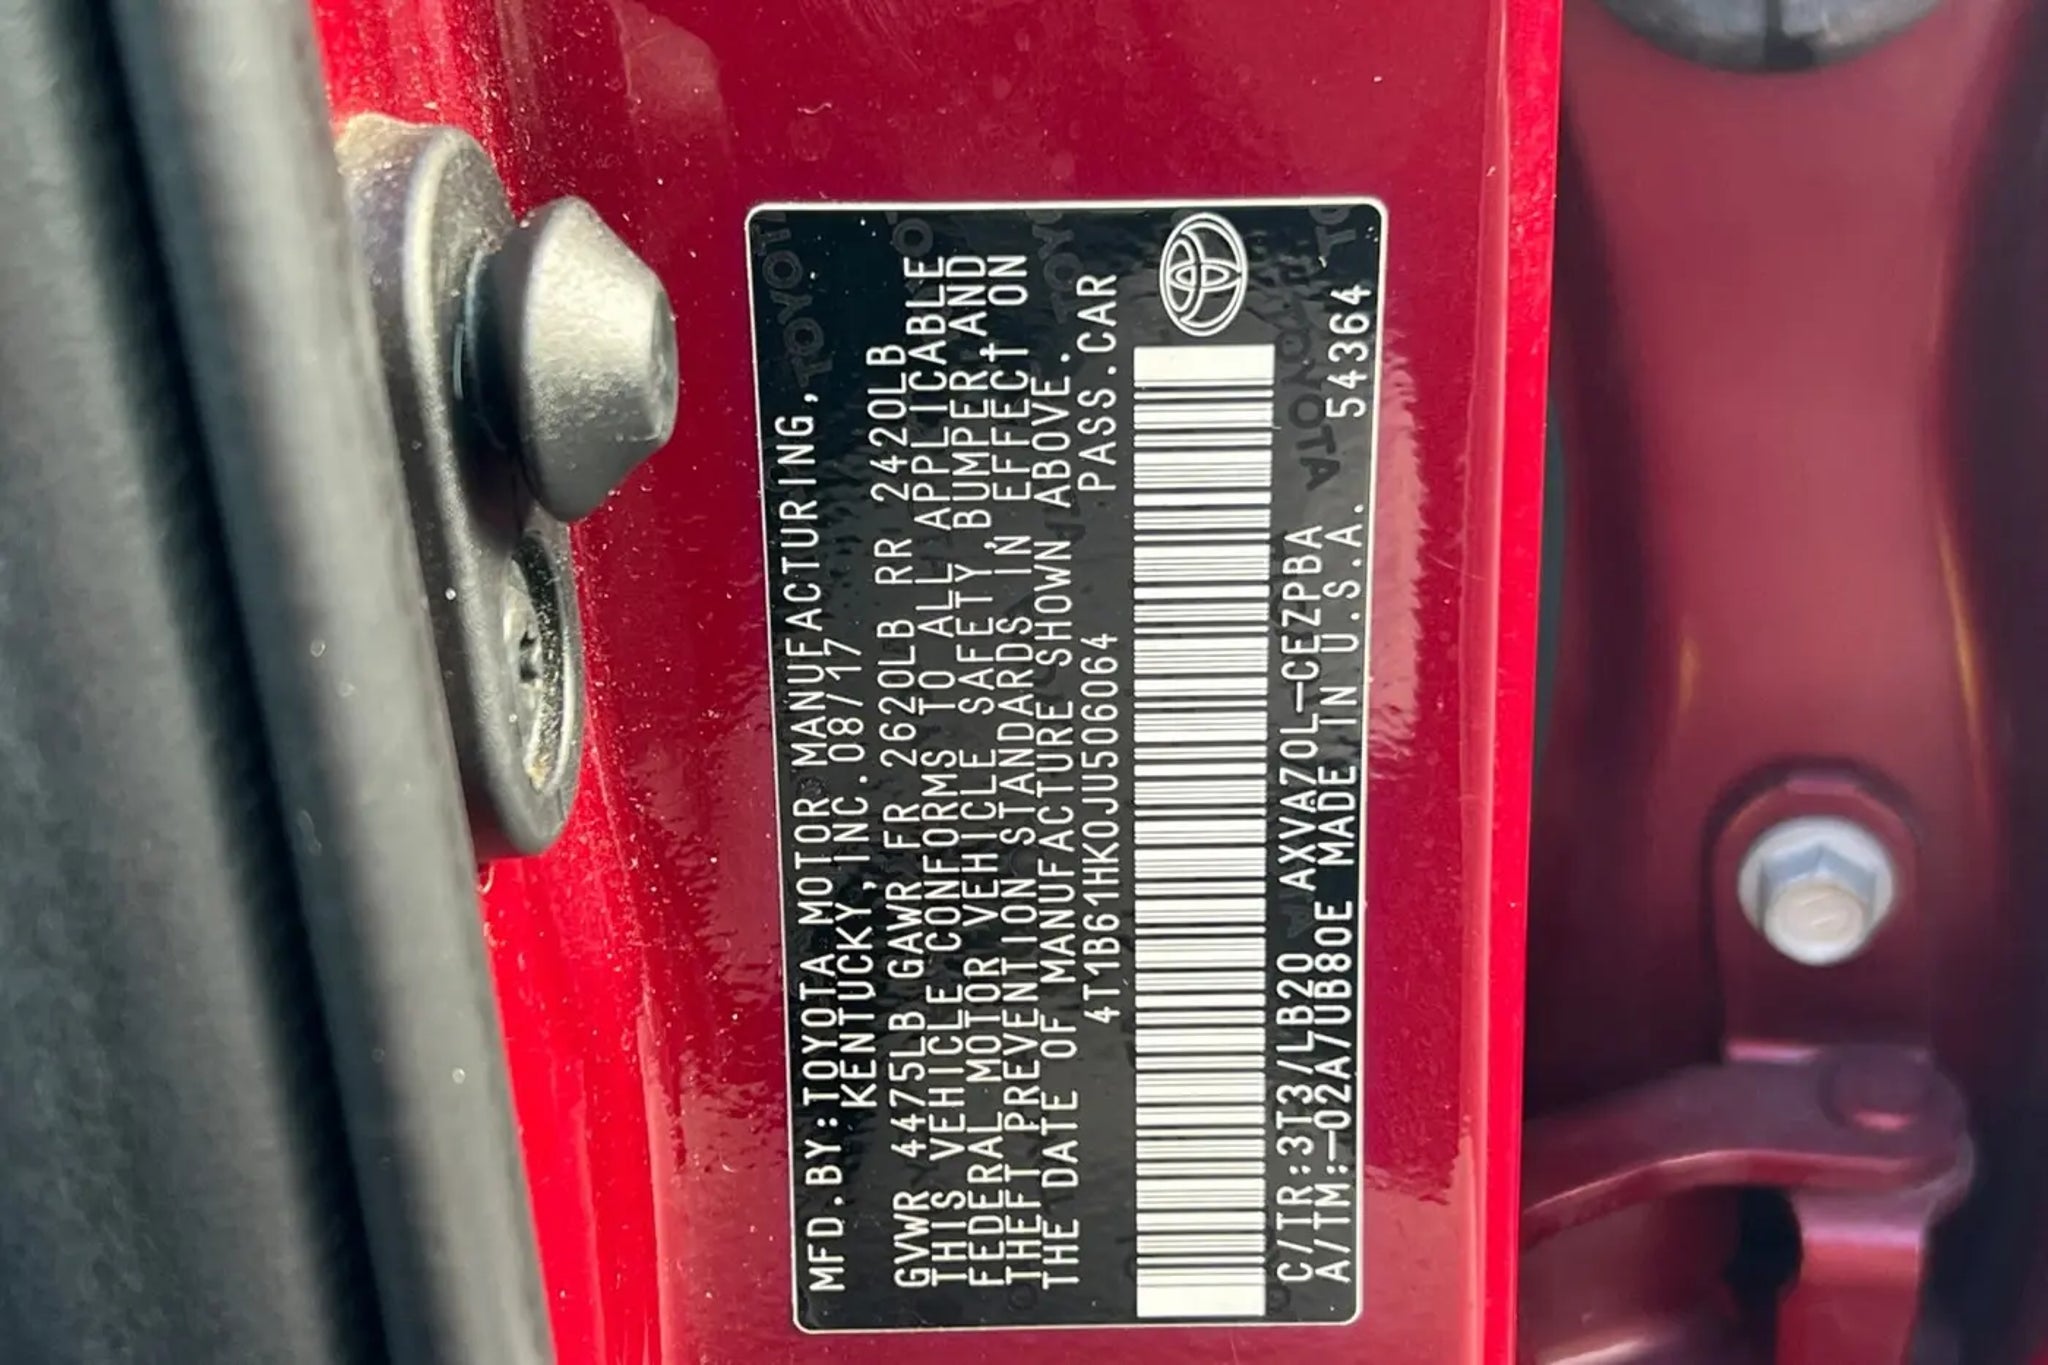 MFD.BY:TOYOTA MOTOR MANUFACTURING,
KENTUCKY,INC.08/17
GVWR 4475LB GAWR FR 2620LB RR 2420LB
THIS VEHICLE CONFORMS TO ALL APPLICABLE
FEDERAL MOTOR VEHICLE SAFETY, BUMPER, AND
THEFT PREVENTION STANDARDS IN EFFECT ON
THE DATE OF MANUFACTURE SHOWN ABOVE.
4T1B61HK0JU506064 PASS.CAR
C/TR:3T3/LB20 AXVA70L-CEZPBA 54364
A/TM:-02A/UB80E MADE IN U.S.A.